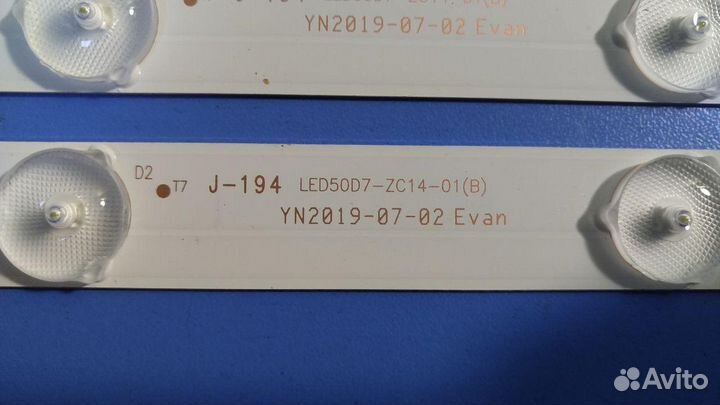 YN2019-07-02 Evan
D2 T7 J-194 LED50D7-ZC14-01(B)
YN2019-07-02 Evan
Avito